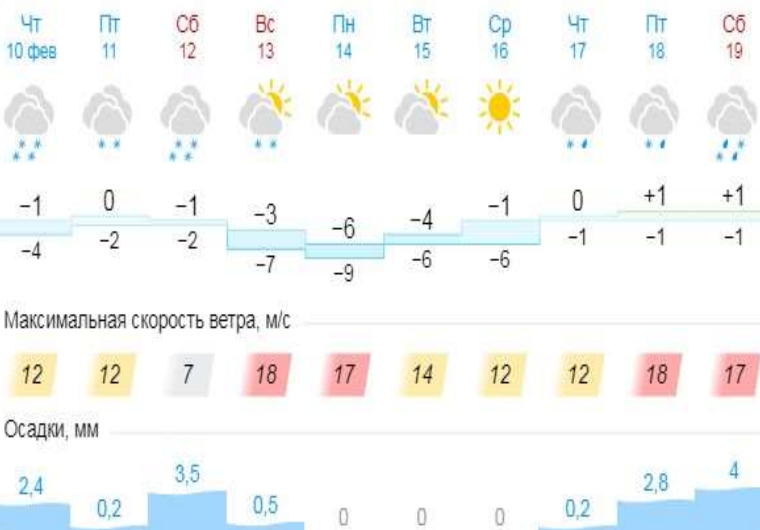 Чт Пт Сб Вс Пн Вт Ср Чт Пт Сб
10 фев 11 12 13 14 15 16 17 18 19
−1 0 −1 −3 −6 −4 −1 0 +1 +1
−4 −2 −2 −7 −9 −6 −6 −1 −1 −1
Максимальная скорость ветра, м/с
12 12 7 18 17 14 12 12 18 17
Осадки, мм
2,4 0,2 3,5 0,5 0 0 0 0,2 2,8 4